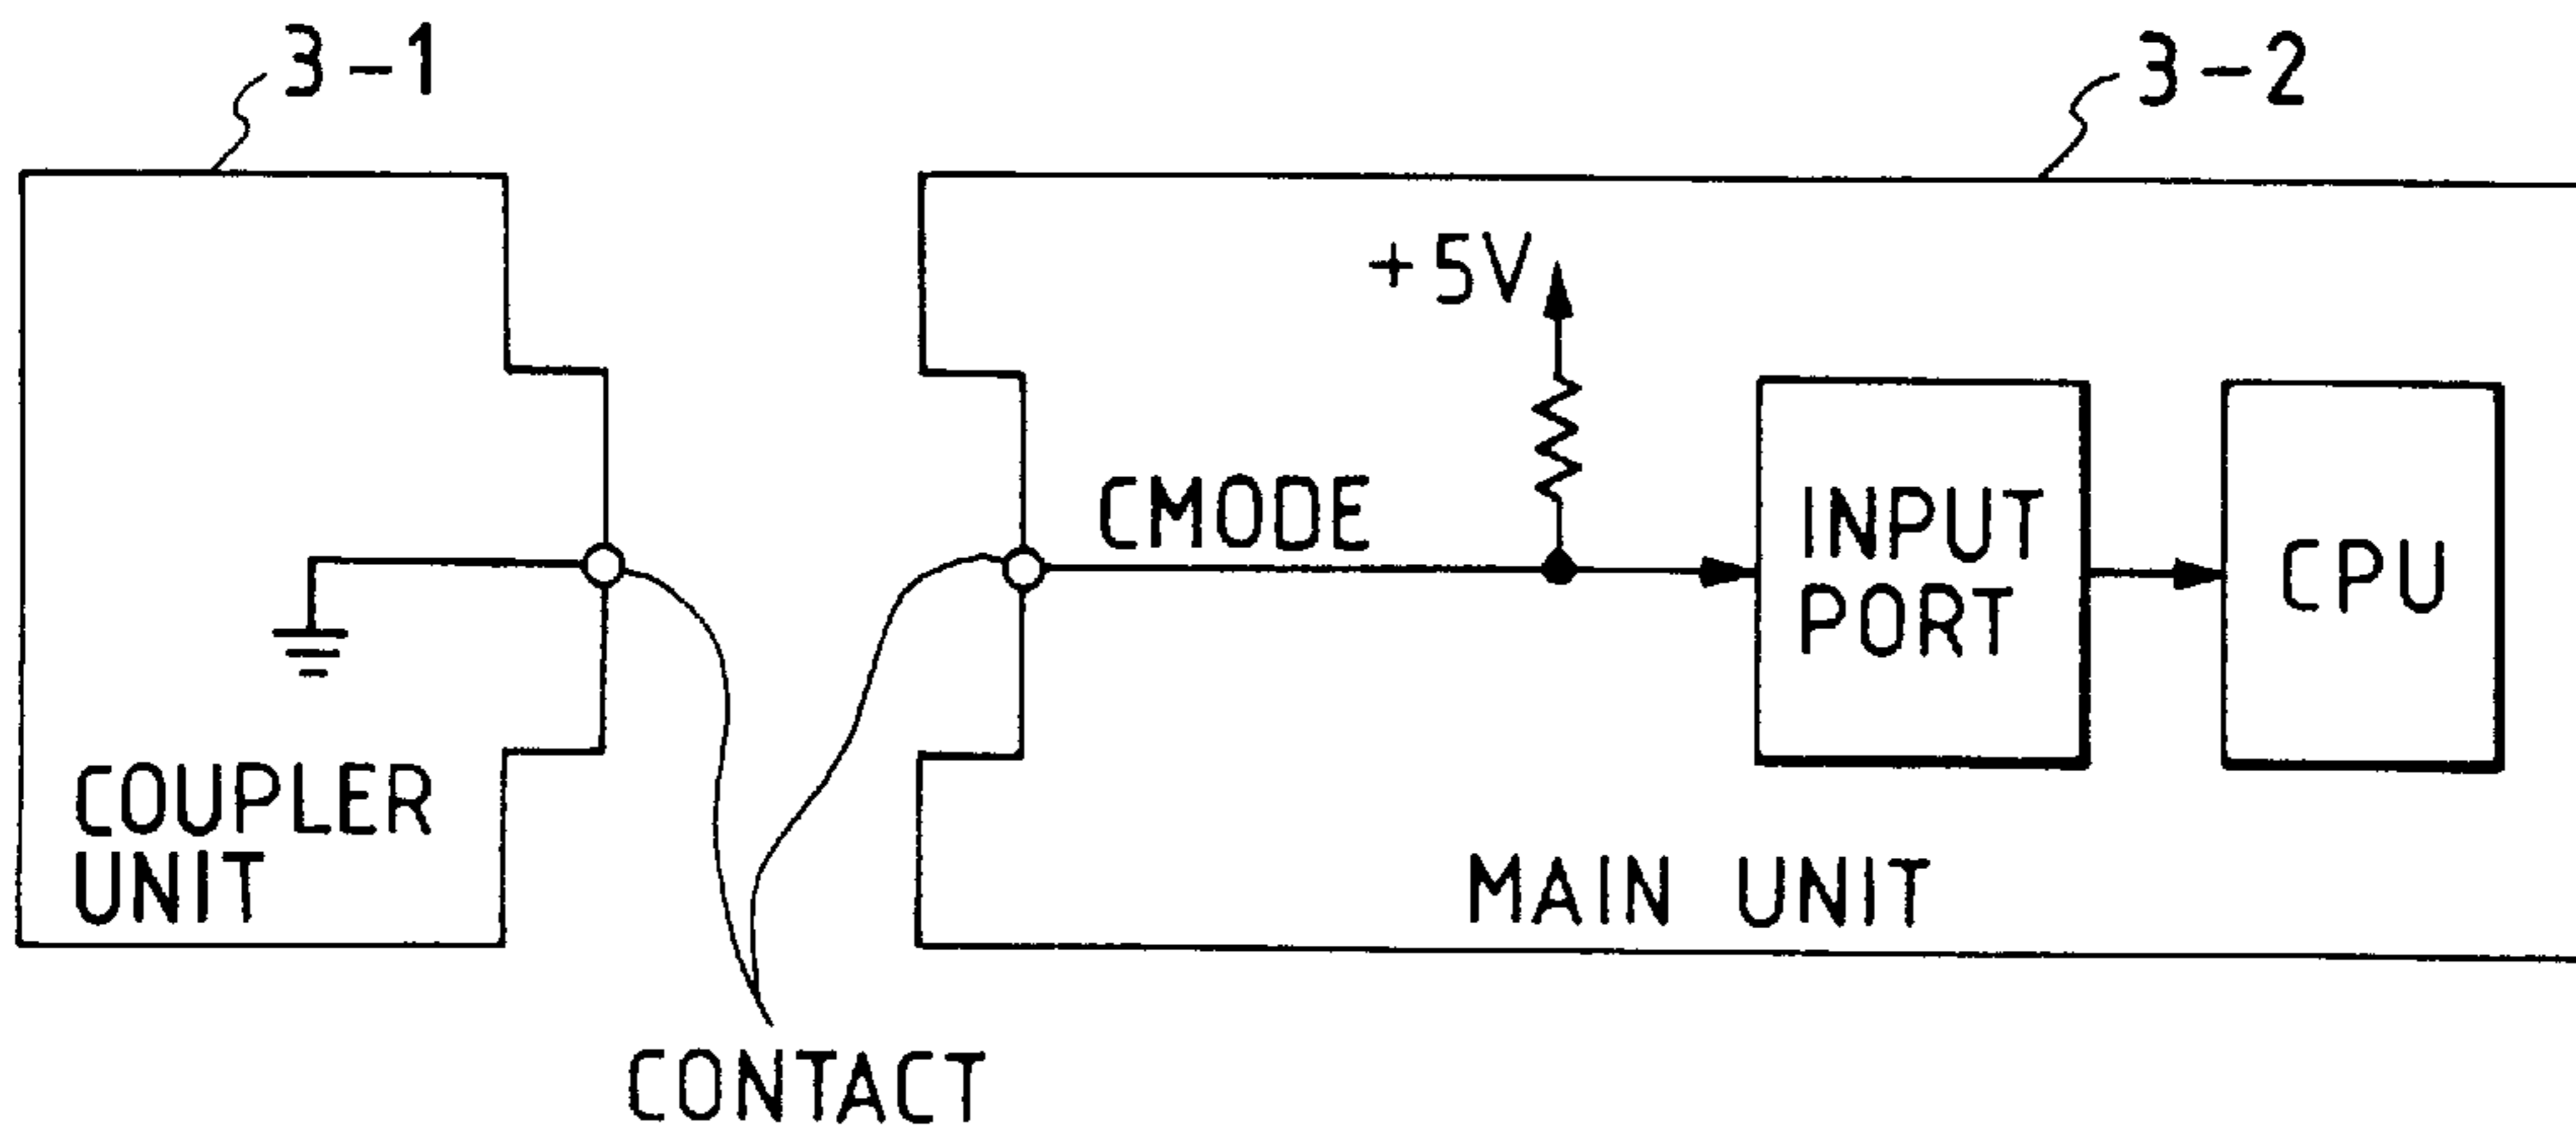 3-1
3-2
+5V
CMODE
INPUT
PORT
CPU
COUPLER
UNIT
MAIN UNIT
CONTACT